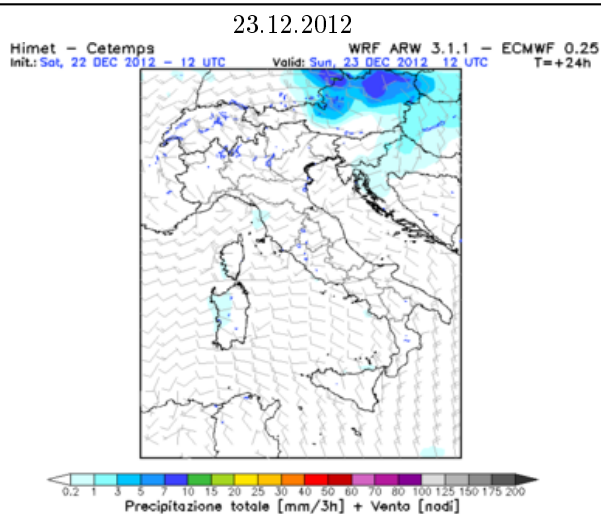 23.12.2012
Himet – Cetemps WRF ARW 3.1.1 – ECMWF 0.25
Init.: Sat, 22 DEC 2012 – 12 UTC Valid: Sun, 23 DEC 2012 12 UTC T=+24h
0.2 1 3 5 7 10 15 20 25 30 40 50 60 70 80 100 125 150 175 200
Precipitazione totale [mm/3h] + Vento [nodi]